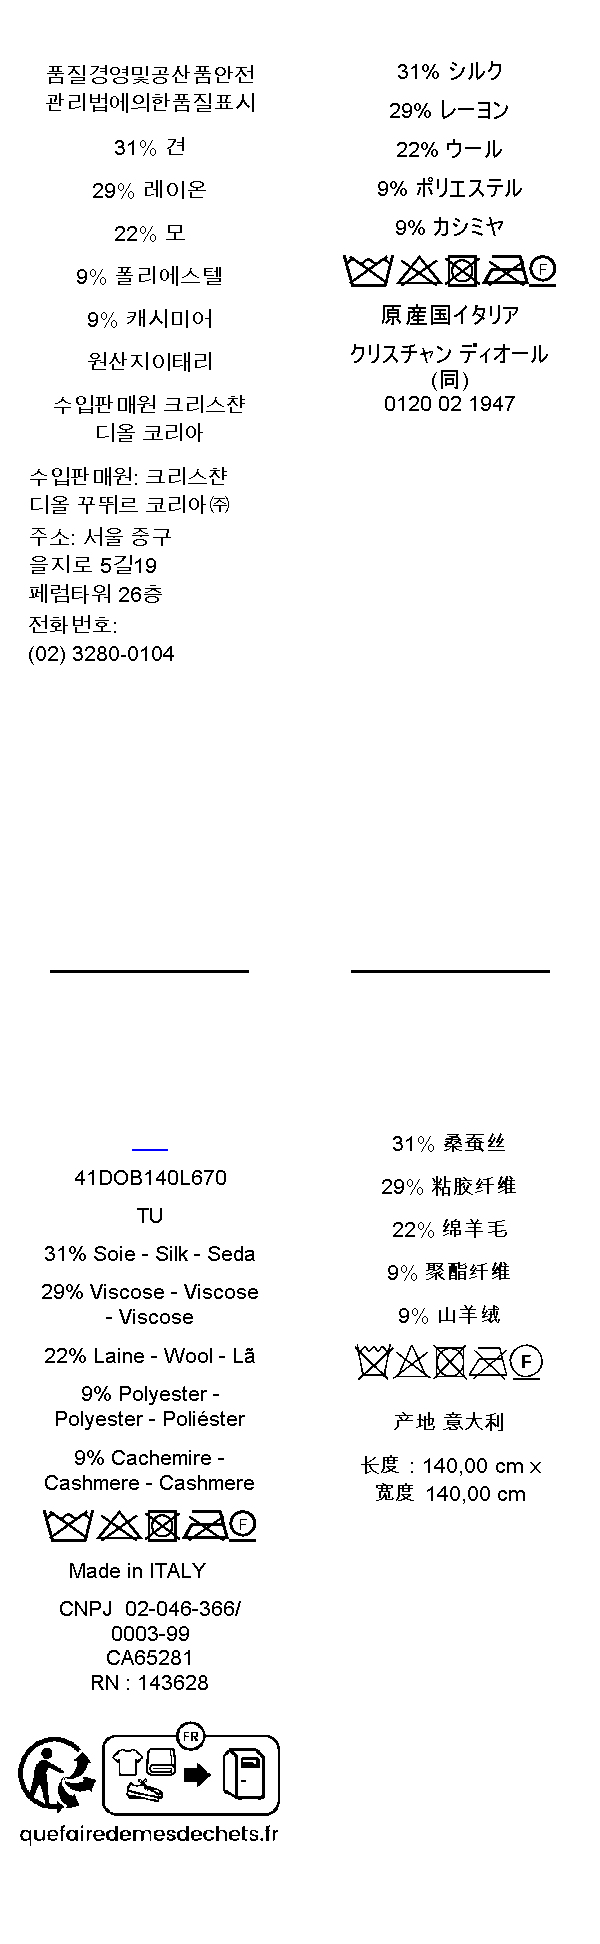 품질경영및공산품안전
관리법에의한품질표시
31% 견
29% 레이온
22% 모
9% 폴리에스텔
9% 캐시미어
원산지이태리
수입판매원 크리스챤
디올 코리아
수입판매원: 크리스챤
디올 꾸뛰르 코리아㈜
주소: 서울 중구
을지로 5길19
페럼타워 26층
전화번호:
(02) 3280-0104
31% シルク
29% レーヨン
22% ウール
9% ポリエステル
9% カシミヤ
F
原産国イタリア
クリスチャン ディオール
(同)
0120 02 1947
41DOB140L670
TU
31% Soie - Silk - Seda
29% Viscose - Viscose
- Viscose
22% Laine - Wool - Lã
9% Polyester -
Polyester - Poliéster
9% Cachemire -
Cashmere - Cashmere
F
Made in ITALY
CNPJ 02-046-366/
0003-99
CA65281
RN : 143628
FR
quefairedemesdechets.fr
31% 桑蚕丝
29% 粘胶纤维
22% 绵羊毛
9% 聚酯纤维
9% 山羊绒
F
产地 意大利
长度 : 140,00 cm x
宽度 140,00 cm